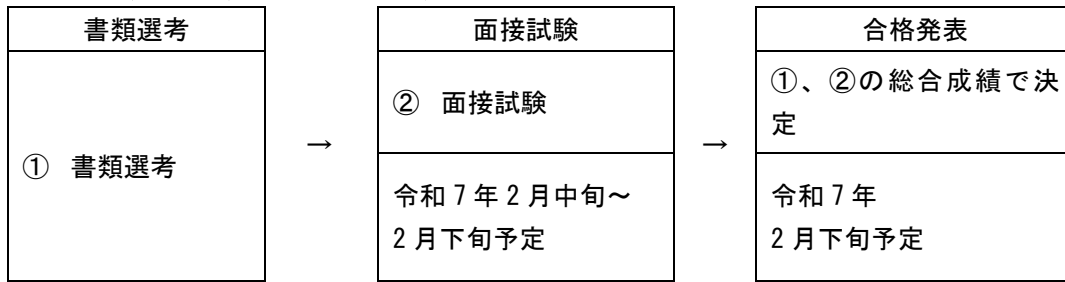 書類選考
① 書類選考
→
面接試験
② 面接試験
令和7年2月中旬～
2月下旬予定
→
合格発表
①、②の総合成績で決
定
令和7年
2月下旬予定